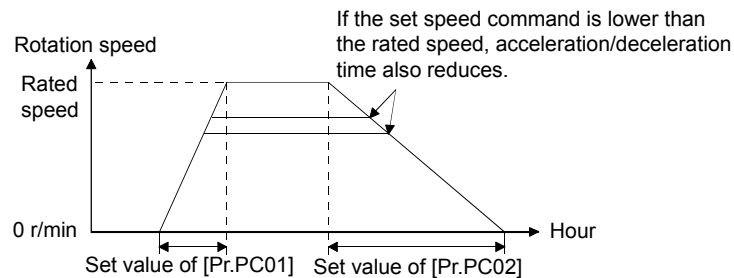 If the set speed command is lower than
the rated speed, acceleration/deceleration
time also reduces.
Rotation speed
Rated
speed
0 r/min
Hour
Set value of [Pr.PC01]
Set value of [Pr.PC02]